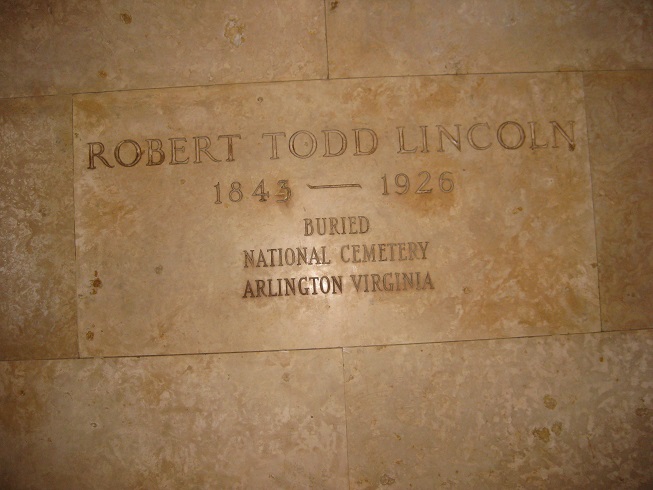 ROBERT TODD LINCOLN
1843 — 1926
BURIED
NATIONAL CEMETERY
ARLINGTON VIRGINIA